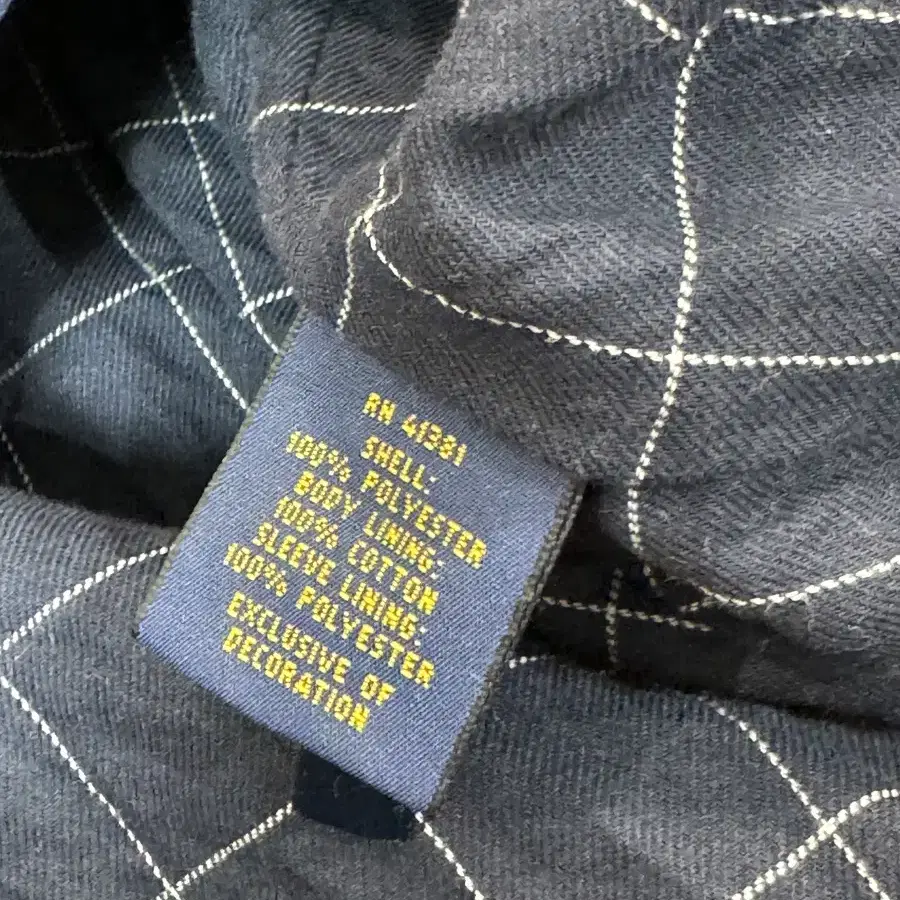 RN 41381
SHELL:
100% POLYESTER
BODY LINING:
100% COTTON
SLEEVE LINING:
100% POLYESTER
EXCLUSIVE OF
DECORATION